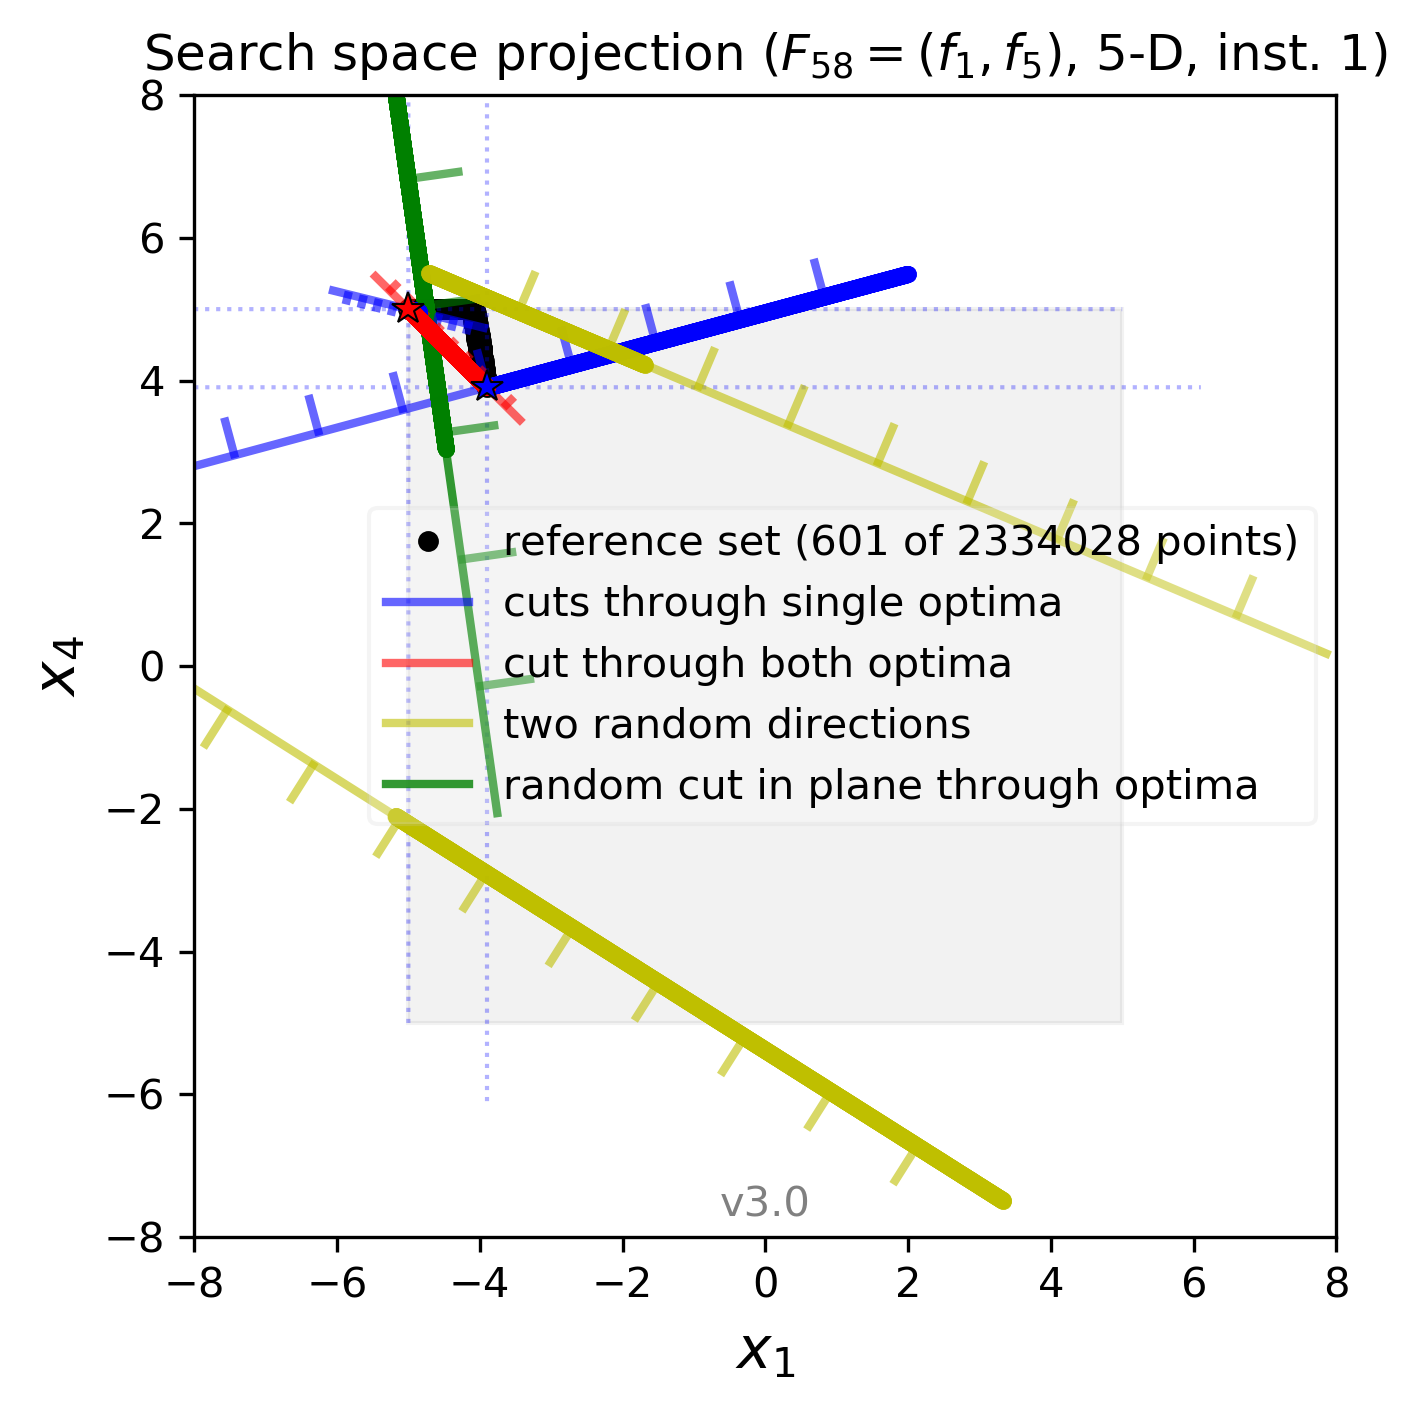 Search space projection (F₅₈ = (f₁, f₅), 5-D, inst. 1)
8
6
4
2
0
−2
−4
−6
−8
x₄
reference set (601 of 2334028 points)
cuts through single optima
cut through both optima
two random directions
random cut in plane through optima
v3.0
−8 −6 −4 −2 0 2 4 6 8
x₁